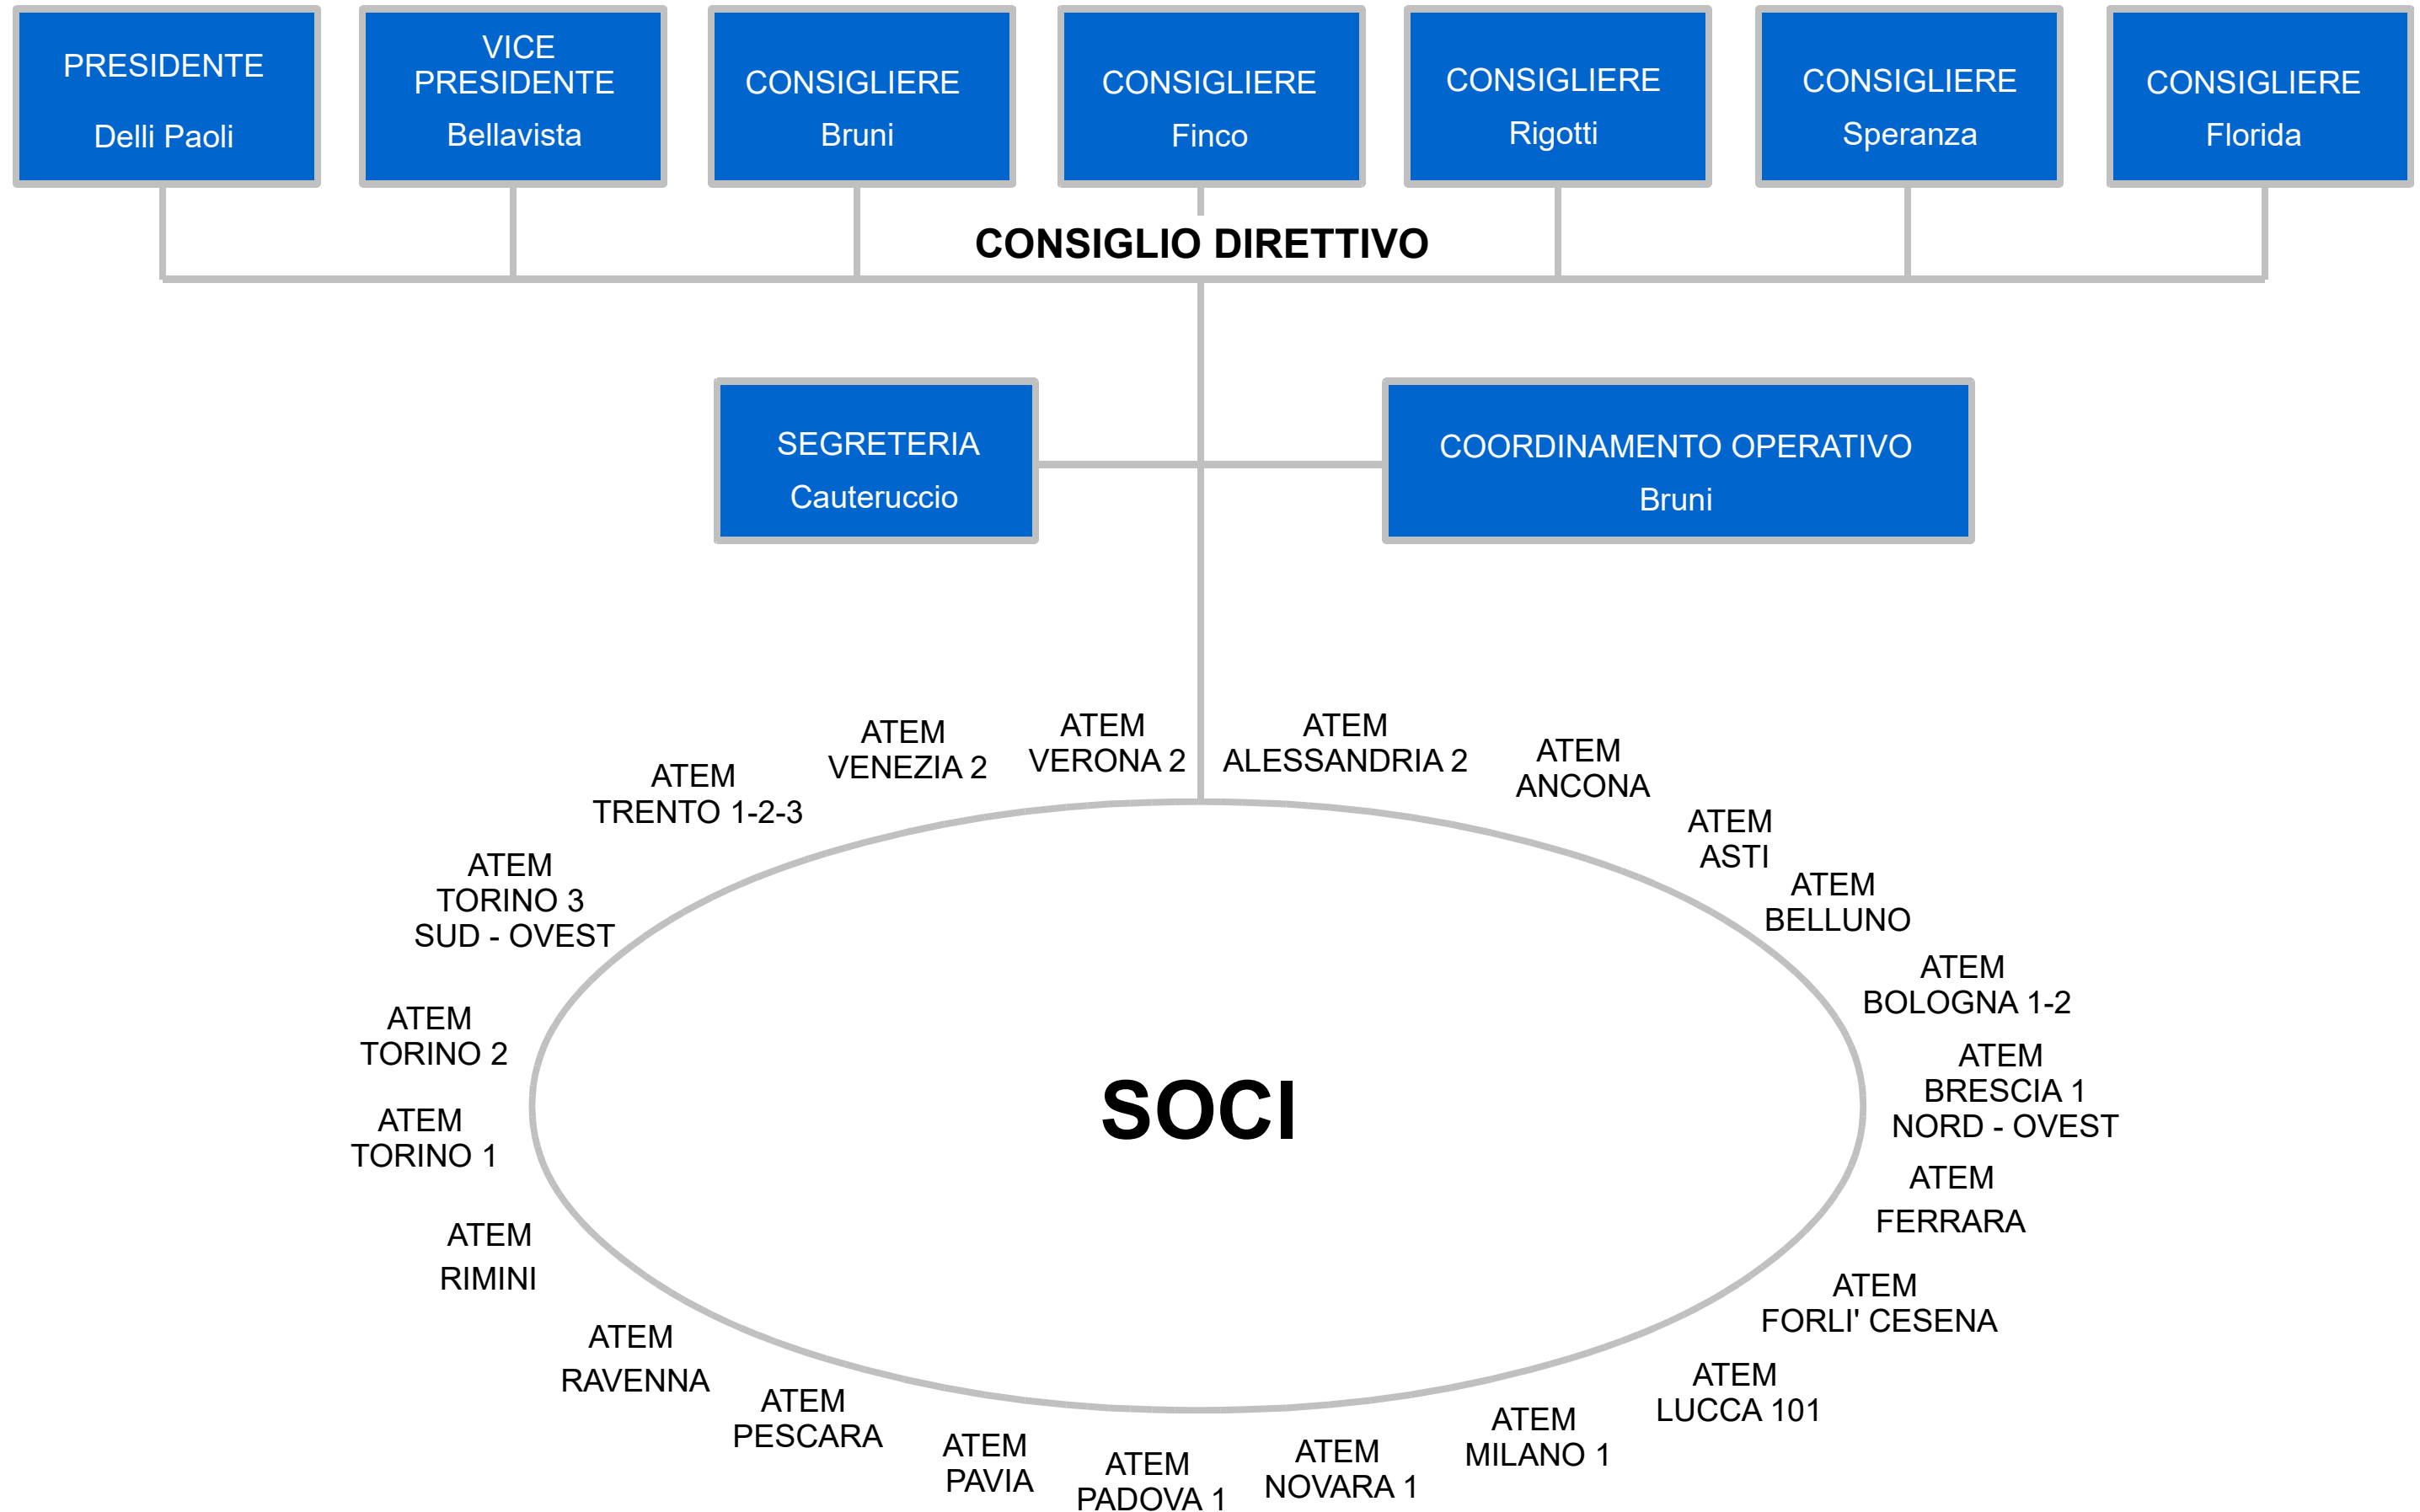 PRESIDENTE
Delli Paoli
VICE
PRESIDENTE
Bellavista
CONSIGLIERE
Bruni
CONSIGLIERE
Finco
CONSIGLIERE
Rigotti
CONSIGLIERE
Speranza
CONSIGLIERE
Florida
CONSIGLIO DIRETTIVO
SEGRETERIA
Cauteruccio
COORDINAMENTO OPERATIVO
Bruni
ATEM
ALESSANDRIA 2
ATEM
ANCONA
ATEM
ASTI
ATEM
BELLUNO
ATEM
BOLOGNA 1-2
ATEM
BRESCIA 1
NORD - OVEST
ATEM
FERRARA
ATEM
FORLI' CESENA
ATEM
LUCCA 101
ATEM
MILANO 1
ATEM
NOVARA 1
ATEM
PADOVA 1
ATEM
PAVIA
ATEM
PESCARA
ATEM
RAVENNA
ATEM
RIMINI
ATEM
TORINO 1
ATEM
TORINO 2
ATEM
TORINO 3
SUD - OVEST
ATEM
TRENTO 1-2-3
ATEM
VENEZIA 2
ATEM
VERONA 2
SOCI